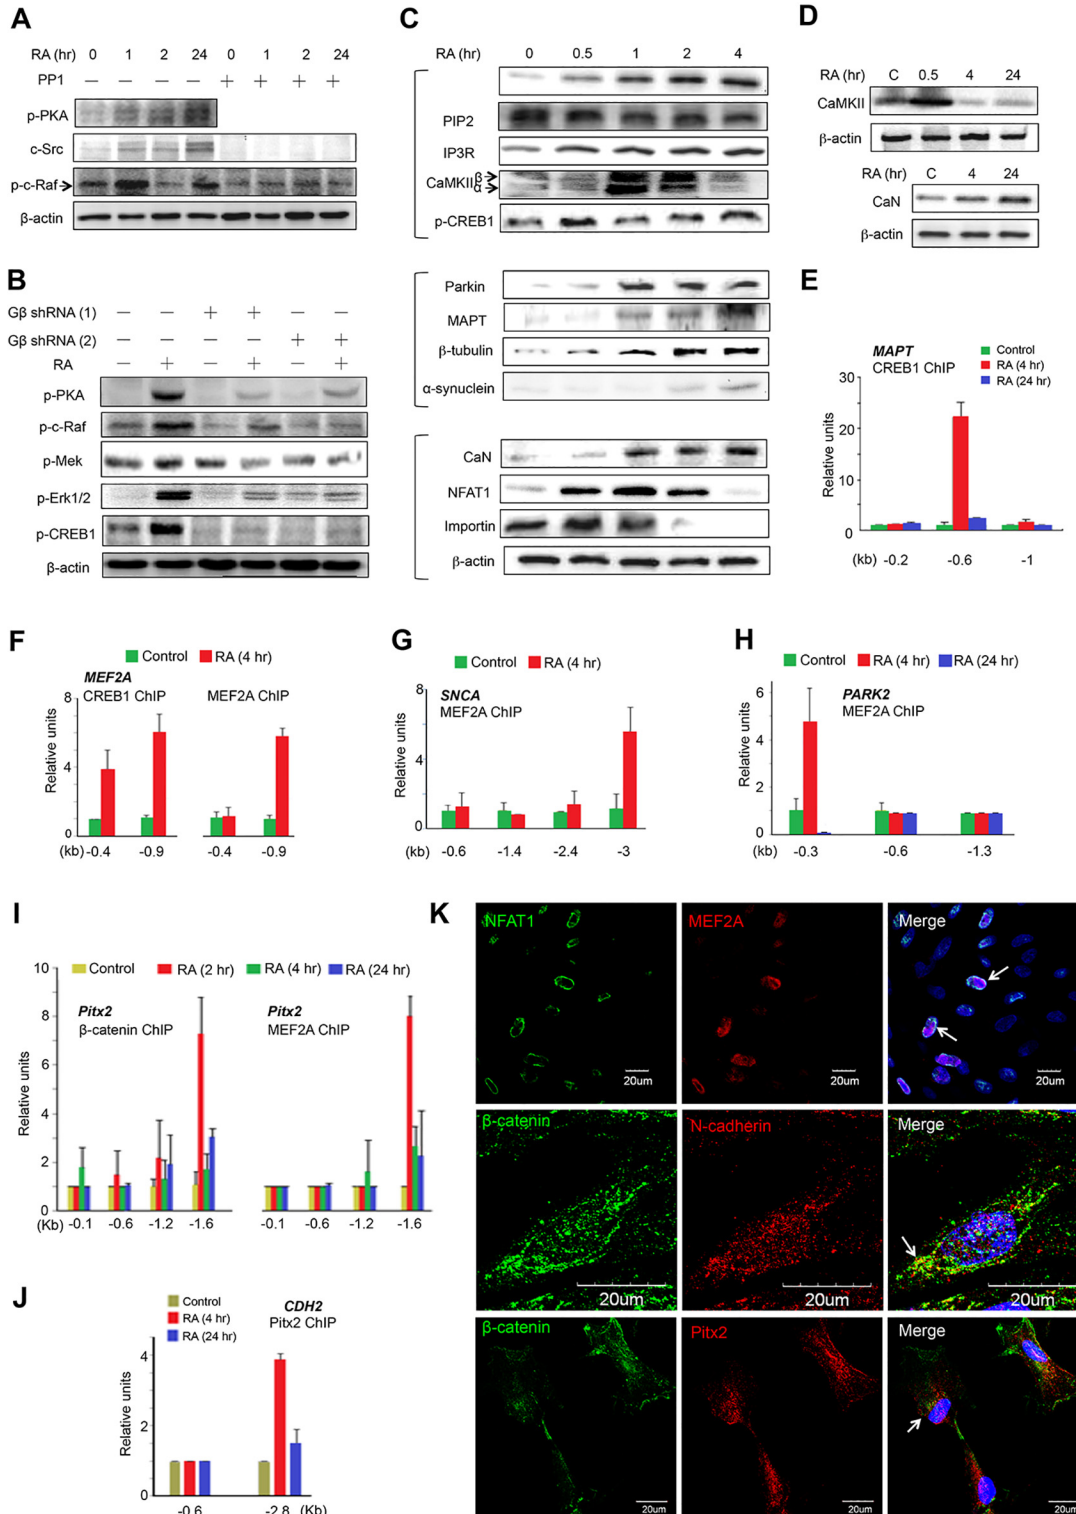 A
RA (hr) 0 1 2 24 0 1 2 24
PP1 — — — — + + + +
p-PKA
c-Src
p-c-Raf
β-actin
B
Gβ shRNA (1) — — + + — —
Gβ shRNA (2) — — — — + +
RA — + — + — +
p-PKA
p-c-Raf
p-Mek
p-Erk1/2
p-CREB1
β-actin
C
RA (hr) 0 0.5 1 2 4
PIP2
IP3R
CaMKII β
α
p-CREB1
Parkin
MAPT
β-tubulin
α-synuclein
CaN
NFAT1
Importin
β-actin
D
RA (hr) C 0.5 4 24
CaMKII
β-actin
RA (hr) C 4 24
CaN
β-actin
E
MAPT
CREB1 ChIP
Control
RA (4 hr)
RA (24 hr)
Relative units
30
20
10
0
(kb) -0.2 -0.6 -1
F
Control RA (4 hr)
MEF2A
CREB1 ChIP MEF2A ChIP
Relative units
8
4
0
(kb) -0.4 -0.9 -0.4 -0.9
G
Control RA (4 hr)
SNCA
MEF2A ChIP
Relative units
8
4
0
(kb) -0.6 -1.4 -2.4 -3
H
Control RA (4 hr) RA (24 hr)
PARK2
MEF2A ChIP
Relative units
6
4
2
0
(kb) -0.3 -0.6 -1.3
I
Control RA (2 hr) RA (4 hr) RA (24 hr)
Pitx2
β-catenin ChIP
Pitx2
MEF2A ChIP
Relative units
10
8
6
4
2
0
(Kb) -0.1 -0.6 -1.2 -1.6 -0.1 -0.6 -1.2 -1.6
J
Control
RA (4 hr)
RA (24 hr)
CDH2
Pitx2 ChIP
Relative units
4
2
0
-0.6 -2.8 (Kb)
K
NFAT1 MEF2A Merge
20um 20um 20um
β-catenin N-cadherin Merge
20um 20um 20um
β-catenin Pitx2 Merge
20um 20um 20um